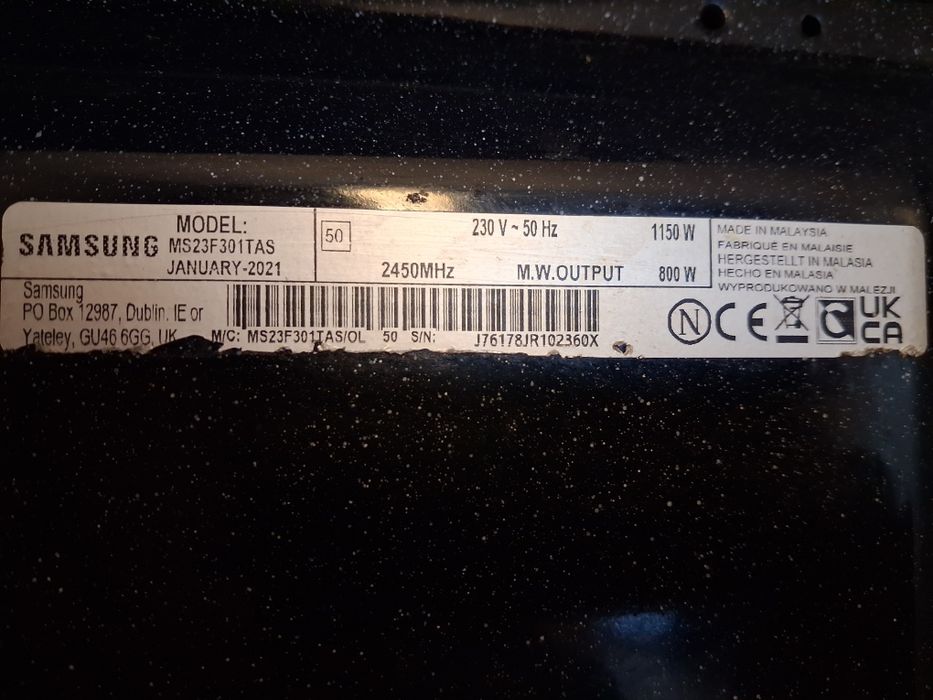 SAMSUNG
MODEL:
MS23F301TAS
JANUARY-2021
50
230 V ~ 50 Hz
1150 W
2450MHz
M.W.OUTPUT
800 W
MADE IN MALAYSIA
FABRIQUÉ EN MALAISIE
HERGESTELLT IN MALASIA
HECHO EN MALASIA
WYPRODUKOWANO W MALEZJI
Samsung
PO Box 12987, Dublin. IE or
Yateley, GU46 6GG, UK
M/C: MS23F301TAS/OL 50 S/N: J76178JR102360X
N
CE
UK
CA